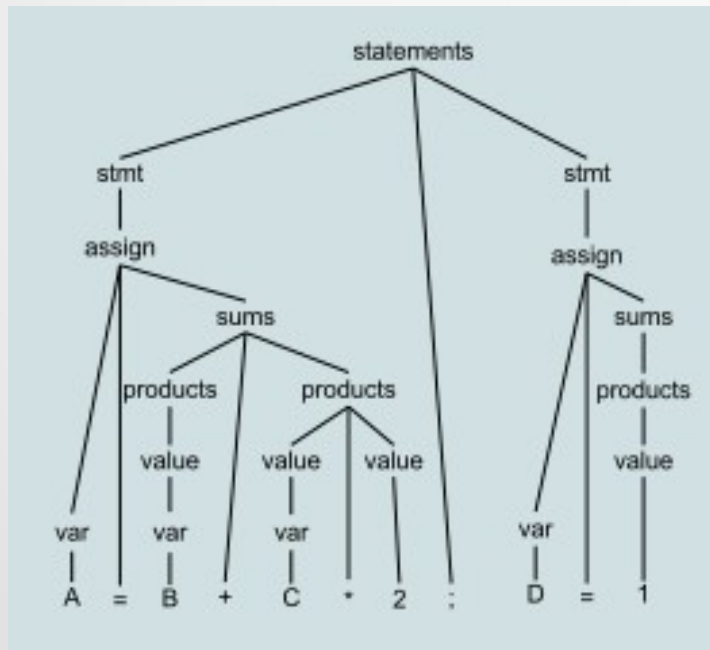 statements
stmt stmt
assign assign
sums sums
products products products
value value value value
var var var var
A = B + C * 2 ; D = 1